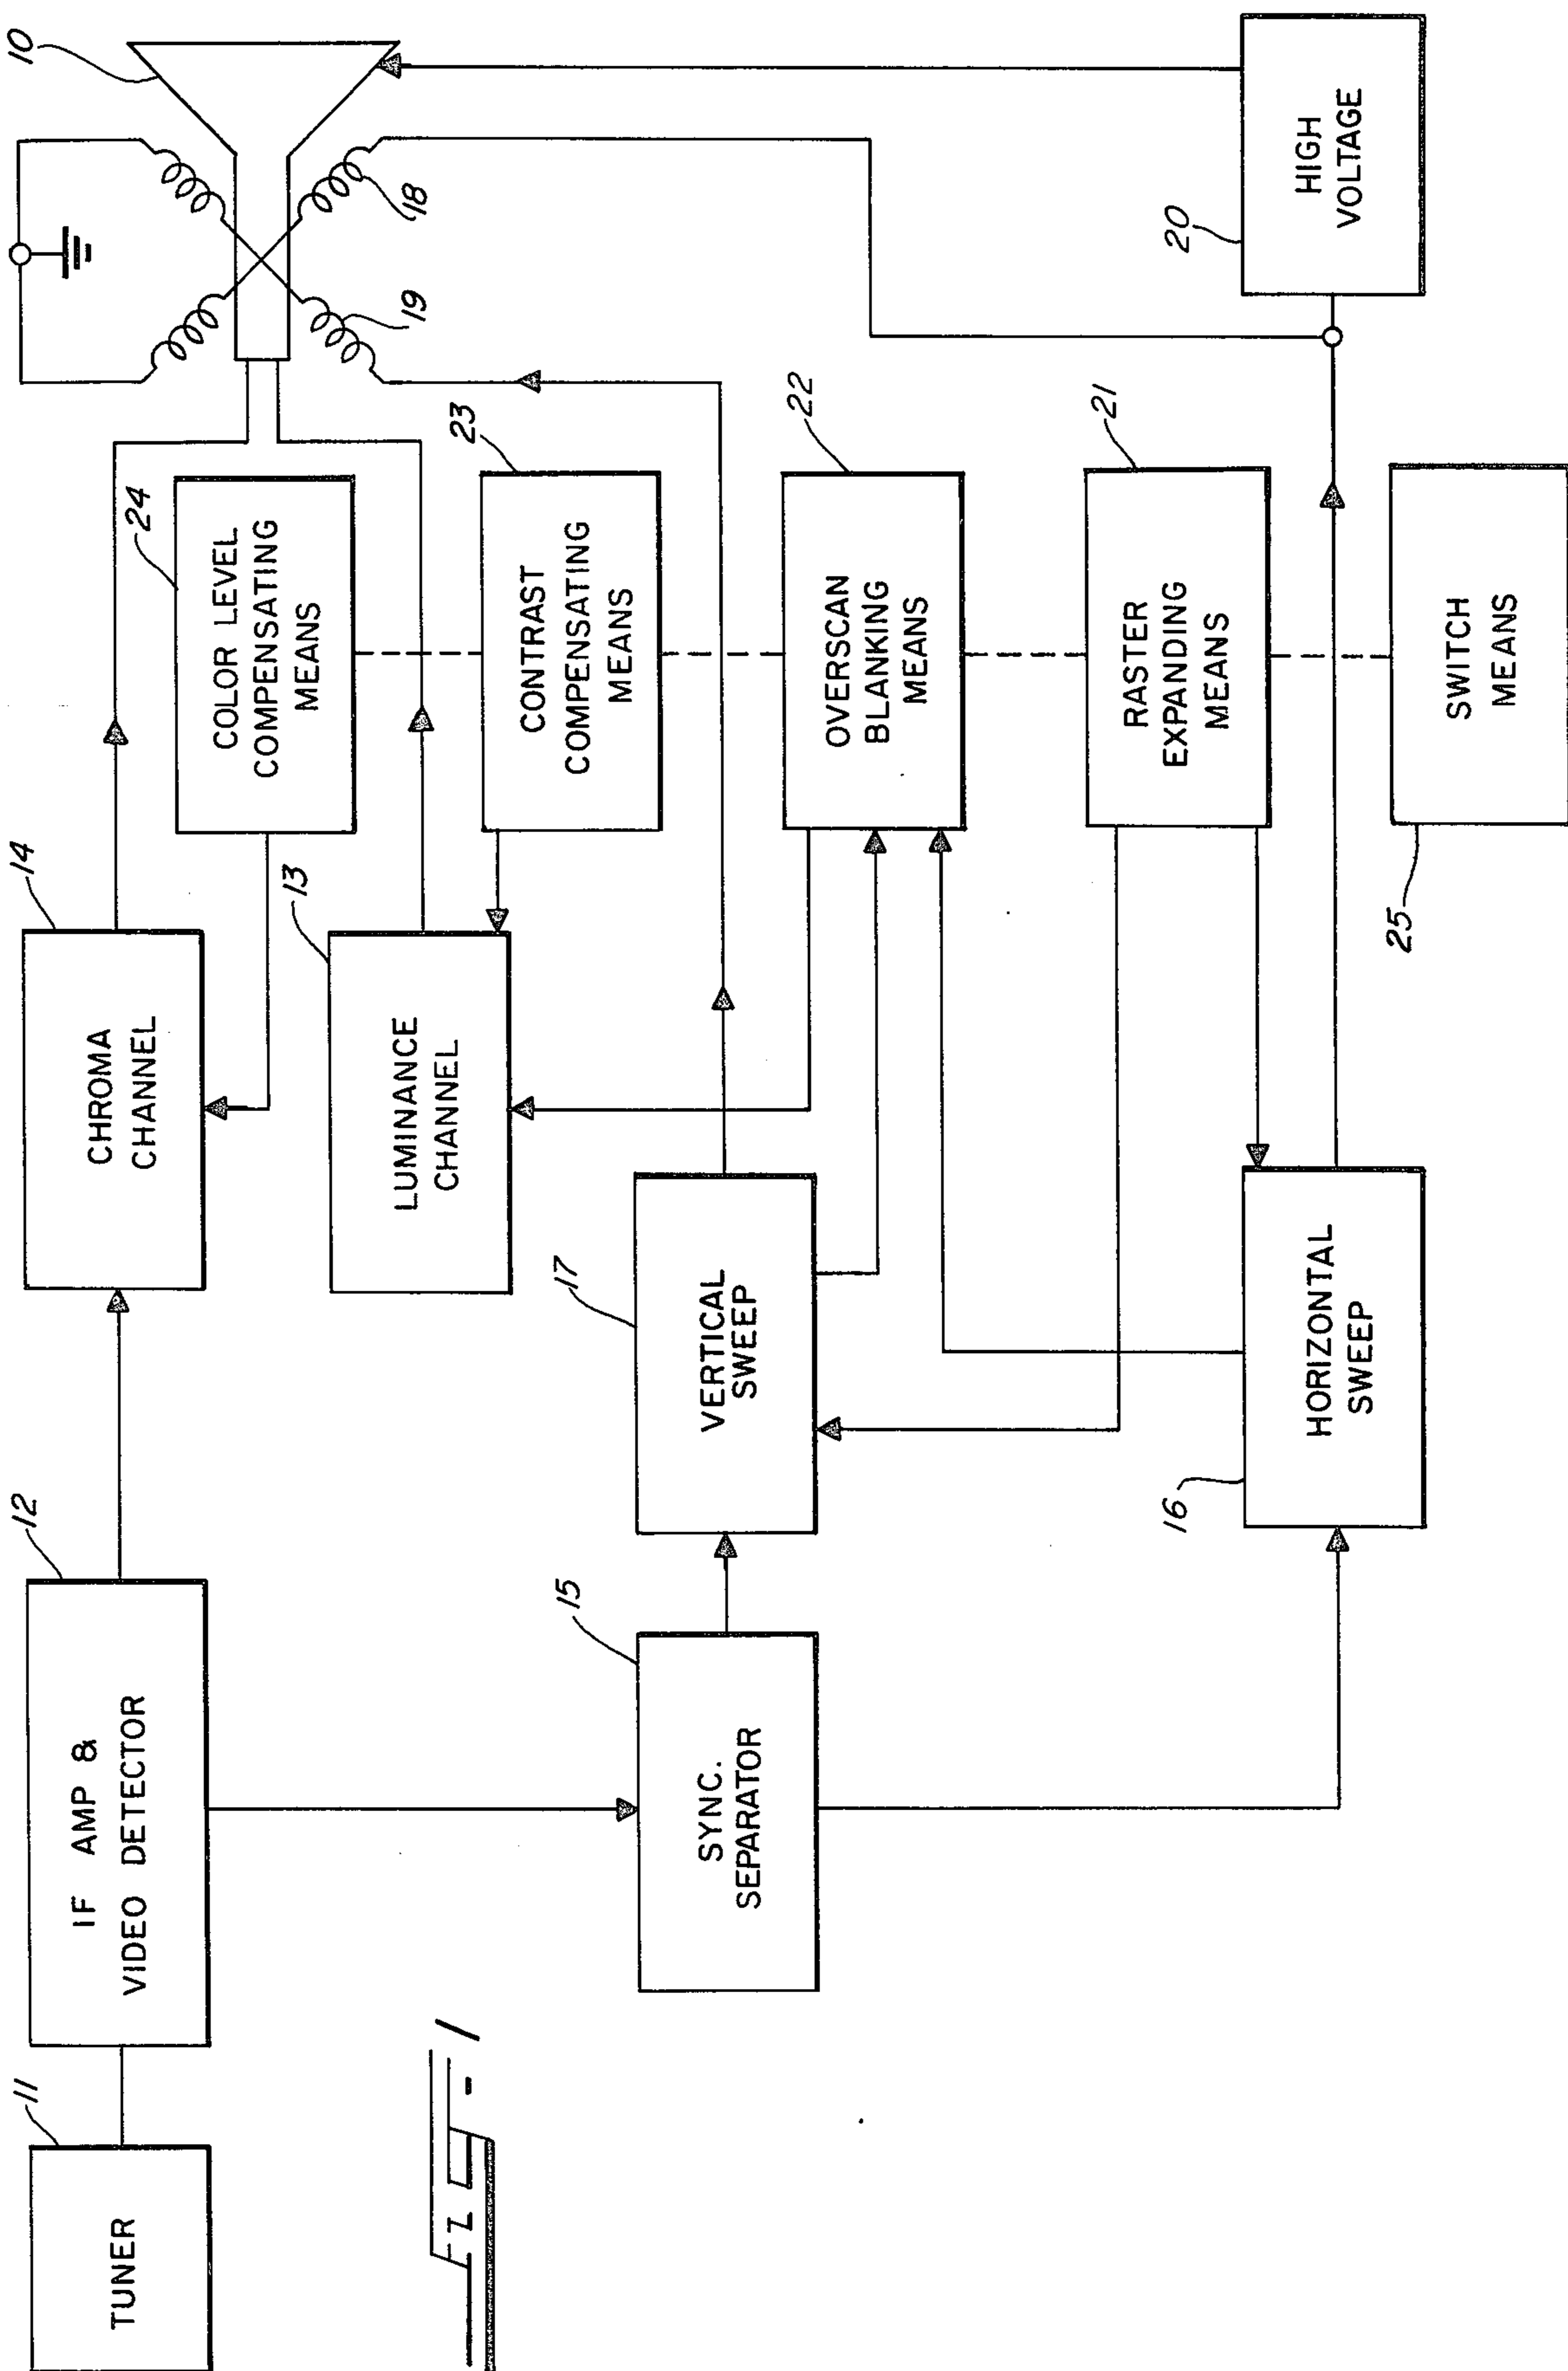 TUNER
11
IF AMP &
VIDEO DETECTOR
12
CHROMA
CHANNEL
14
LUMINANCE
CHANNEL
13
COLOR LEVEL
COMPENSATING
MEANS
24
CONTRAST
COMPENSATING
MEANS
23
10
18
19
SYNC.
SEPARATOR
15
VERTICAL
SWEEP
17
OVERSCAN
BLANKING
MEANS
22
RASTER
EXPANDING
MEANS
21
HORIZONTAL
SWEEP
16
SWITCH
MEANS
25
HIGH
VOLTAGE
20
FIG-1